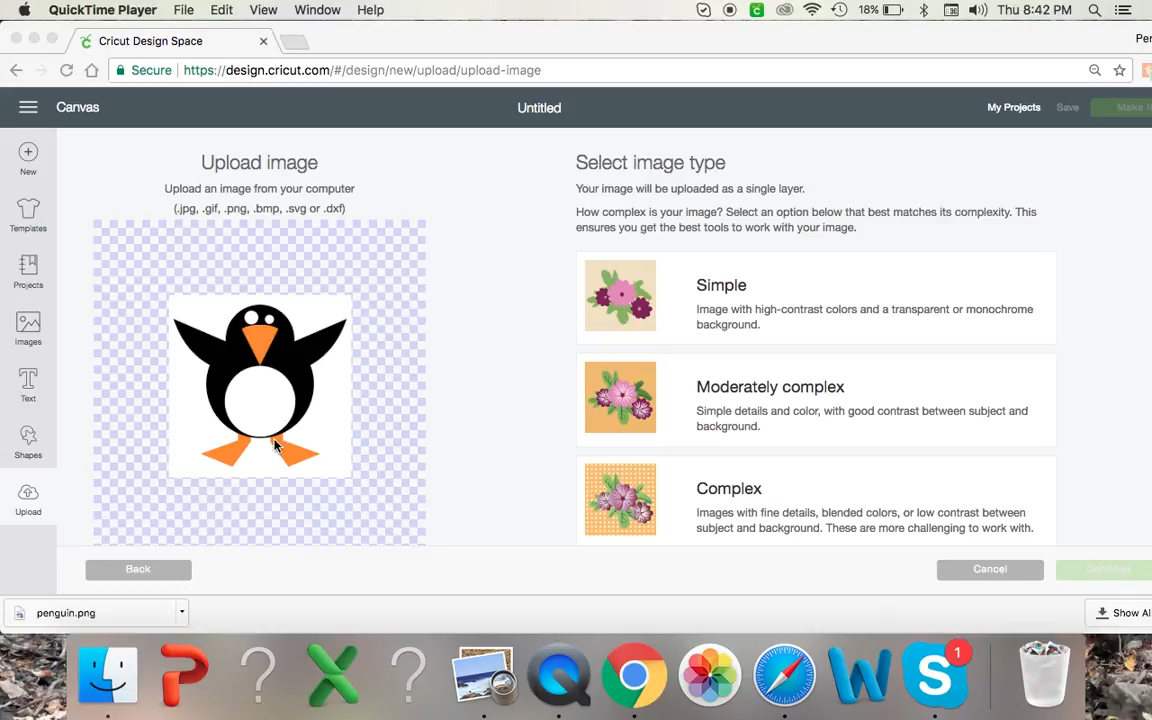 QuickTime Player File Edit View Window Help 18% Thu 8:42 PM
Cricut Design Space Per
Secure https://design.cricut.com/#/design/new/upload/upload-image
Canvas Untitled My Projects Save Make It
New
Templates
Projects
Images
Text
Shapes
Upload
Upload image
Upload an image from your computer
(.jpg, .gif, .png, .bmp, .svg or .dxf)
Select image type
Your image will be uploaded as a single layer.
How complex is your image? Select an option below that best matches its complexity. This
ensures you get the best tools to work with your image.
Simple
Image with high-contrast colors and a transparent or monochrome
background.
Moderately complex
Simple details and color, with good contrast between subject and
background.
Complex
Images with fine details, blended colors, or low contrast between
subject and background. These are more challenging to work with.
Back Cancel Continue
penguin.png Show Al
1